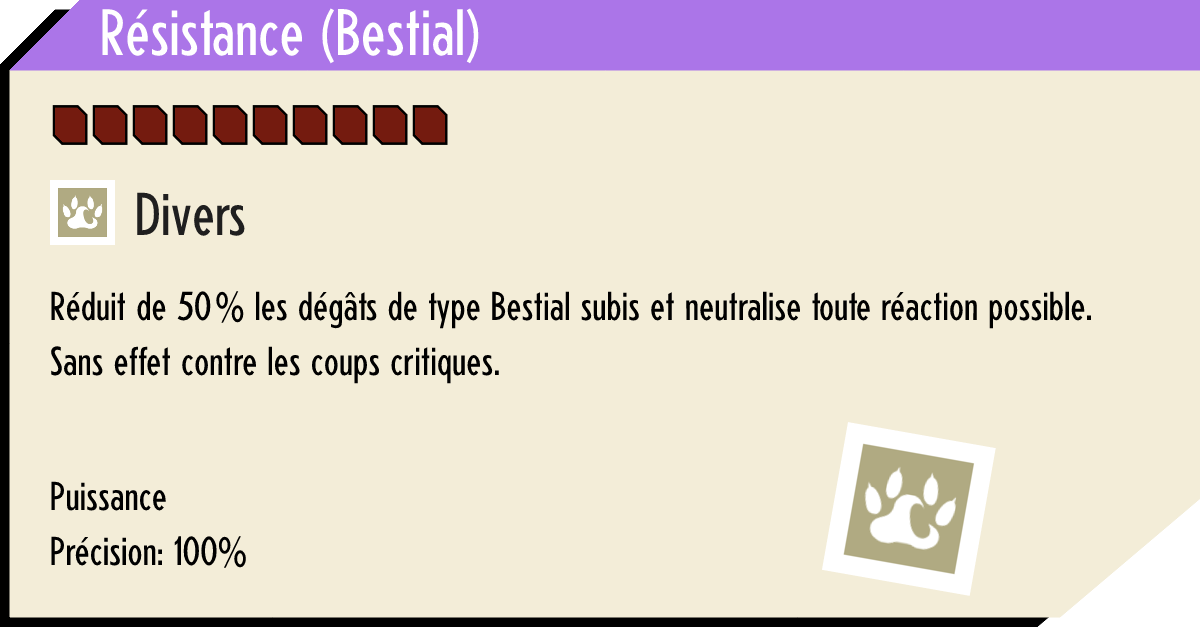 Résistance (Bestial)
Divers
Réduit de 50% les dégâts de type Bestial subis et neutralise toute réaction possible.
Sans effet contre les coups critiques.
Puissance
Précision: 100%